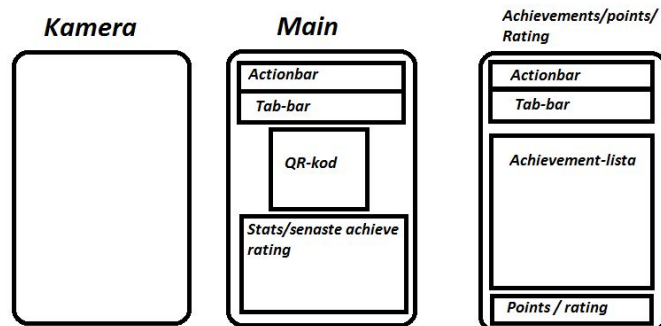 Kamera
Main
Actionbar
Tab-bar
QR-kod
Stats/senaste achieve
rating
Achievements/points/
Rating
Actionbar
Tab-bar
Achievement-lista
Points / rating